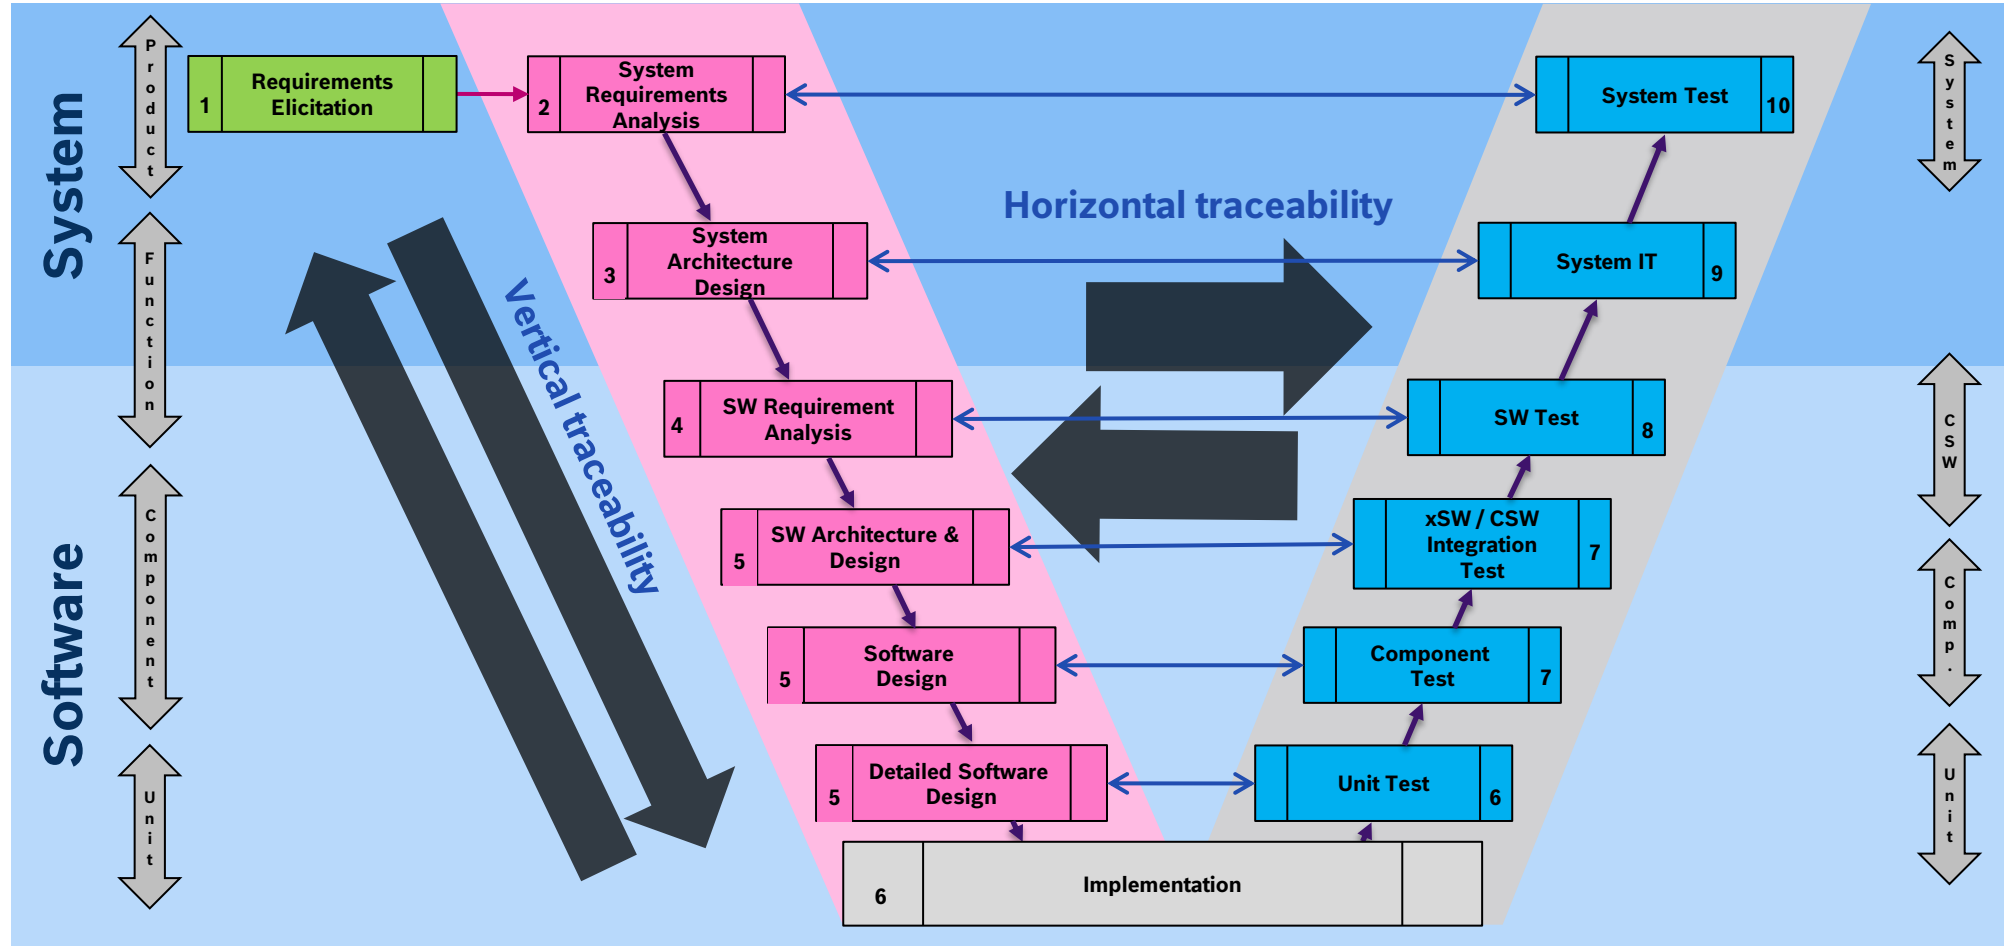 System
Software
Product
Function
Component
Unit
1
Requirements
Elicitation
2
System
Requirements
Analysis
System Test
10
System
Horizontal traceability
Vertical traceability
3
System
Architecture
Design
System IT
9
4
SW Requirement
Analysis
SW Test
8
CSW
5
SW Architecture &
Design
xSW / CSW
Integration
Test
7
5
Software
Design
Component
Test
7
Comp.
5
Detailed Software
Design
Unit Test
6
Unit
6
Implementation